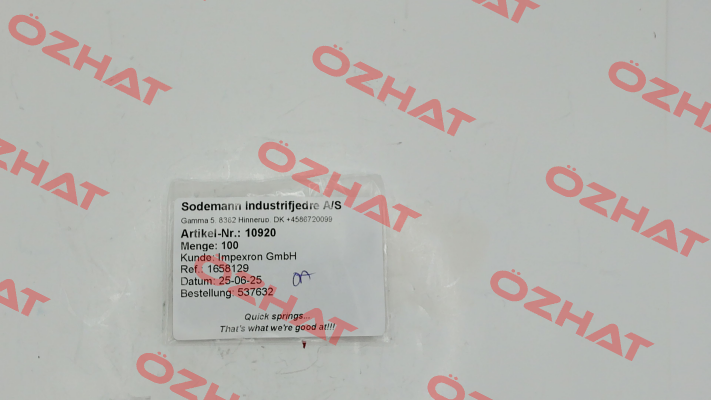 ÖZHAT
ÖZHAT
ÖZHAT
ÖZHAT
ÖZHAT
Sodemann Industrifjedre A/S
Gamma 5. 8382 Hinnerup. DK +4586720099
Artikel-Nr.: 10920
Menge: 100
Kunde: Impexron GmbH
Ref.: 1658129
Datum: 25-06-25
Bestellung: 537632
Quick springs...
That's what we're good at!!!
ÖZHAT
ÖZHAT
ÖZHAT
ÖZHAT
ÖZHAT
ÖZHAT
ÖZHAT